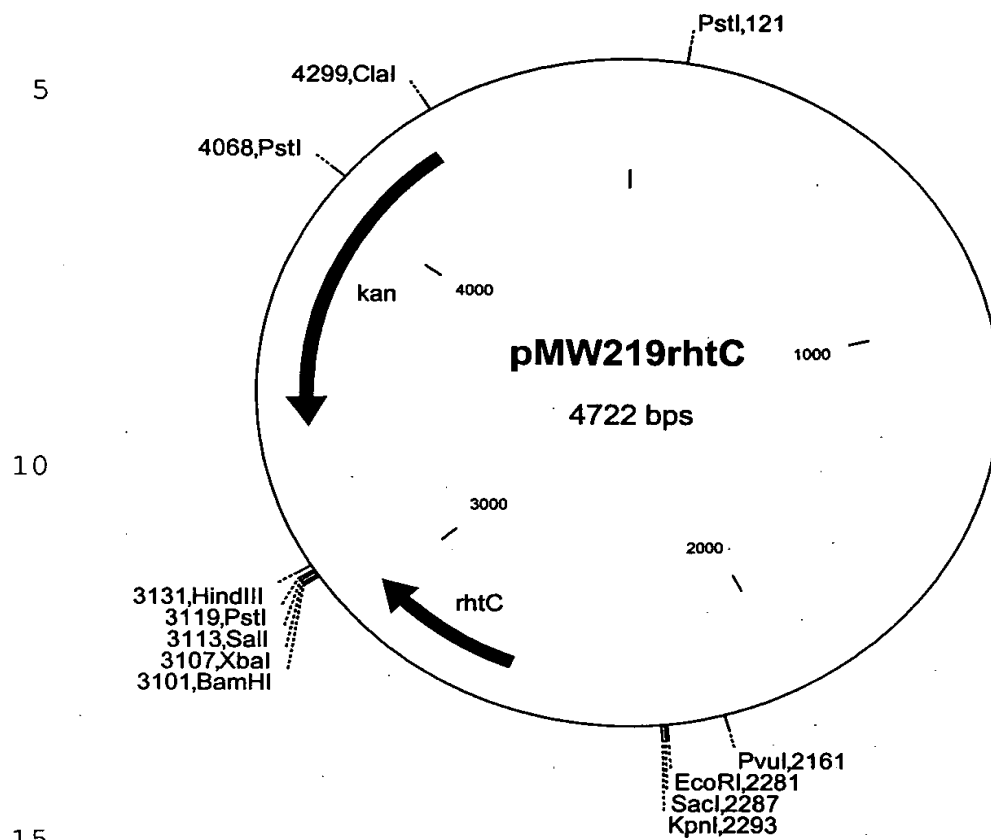 PstI,121
5
4299,ClaI
4068,PstI
kan
4000
pMW219rhtC
1000
4722 bps
10
3000
2000
3131,HindIII
3119,PstI
3113,SalI
3107,XbaI
3101,BamHI
rhtC
PvuI,2161
EcoRI,2281
SacI,2287
KpnI,2293
15